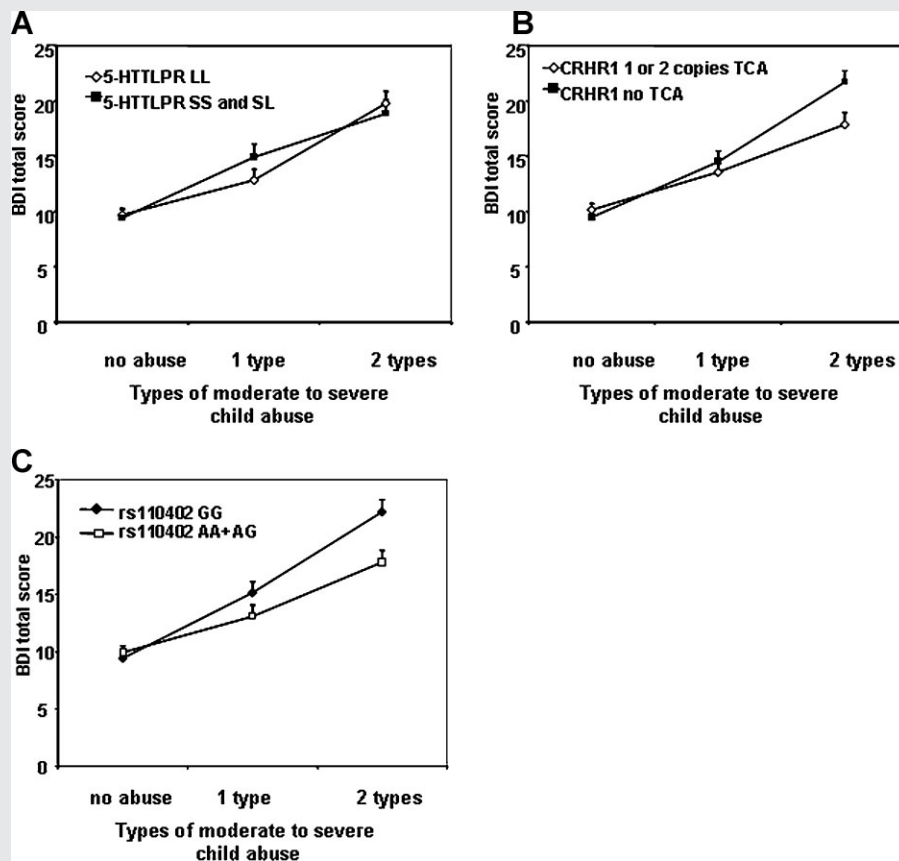 A
25
20
15
10
5
0
BDI total score
5-HTTLPR LL
5-HTTLPR SS and SL
no abuse 1 type 2 types
Types of moderate to severe
child abuse
B
25
20
15
10
5
0
BDI total score
CRHR1 1 or 2 copies TCA
CRHR1 no TCA
no abuse 1 type 2 types
Types of moderate to severe
child abuse
C
25
20
15
10
5
0
BDI total score
rs110402 GG
rs110402 AA+AG
no abuse 1 type 2 types
Types of moderate to severe
child abuse